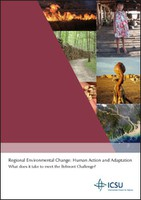 Regional Environmental Change: Human Action and Adaptation
What does it take to meet the Belmont Challenge?
ICSU